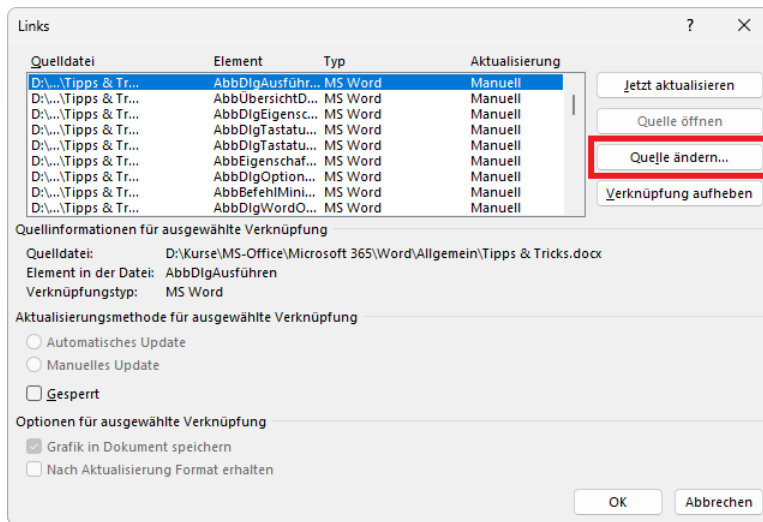 Links ? ×
Quelldatei Element Typ Aktualisierung
D:\...\Tipps & Tr... AbbDlgAusführ... MS Word Manuell
D:\...\Tipps & Tr... AbbÜbersichtD... MS Word Manuell
D:\...\Tipps & Tr... AbbDlgEigensc... MS Word Manuell
D:\...\Tipps & Tr... AbbDlgTastatu... MS Word Manuell
D:\...\Tipps & Tr... AbbDlgTastatu... MS Word Manuell
D:\...\Tipps & Tr... AbbEigenschaf... MS Word Manuell
D:\...\Tipps & Tr... AbbDlgOption... MS Word Manuell
D:\...\Tipps & Tr... AbbBefehlMini... MS Word Manuell
D:\...\Tipps & Tr... AbbDlgWordO... MS Word Manuell
Jetzt aktualisieren
Quelle öffnen
Quelle ändern...
Verknüpfung aufheben
Quellinformationen für ausgewählte Verknüpfung
Quelldatei: D:\Kurse\MS-Office\Microsoft 365\Word\Allgemein\Tipps & Tricks.docx
Element in der Datei: AbbDlgAusführen
Verknüpfungstyp: MS Word
Aktualisierungsmethode für ausgewählte Verknüpfung
Automatisches Update
Manuelles Update
Gesperrt
Optionen für ausgewählte Verknüpfung
Grafik in Dokument speichern
Nach Aktualisierung Format erhalten
OK Abbrechen